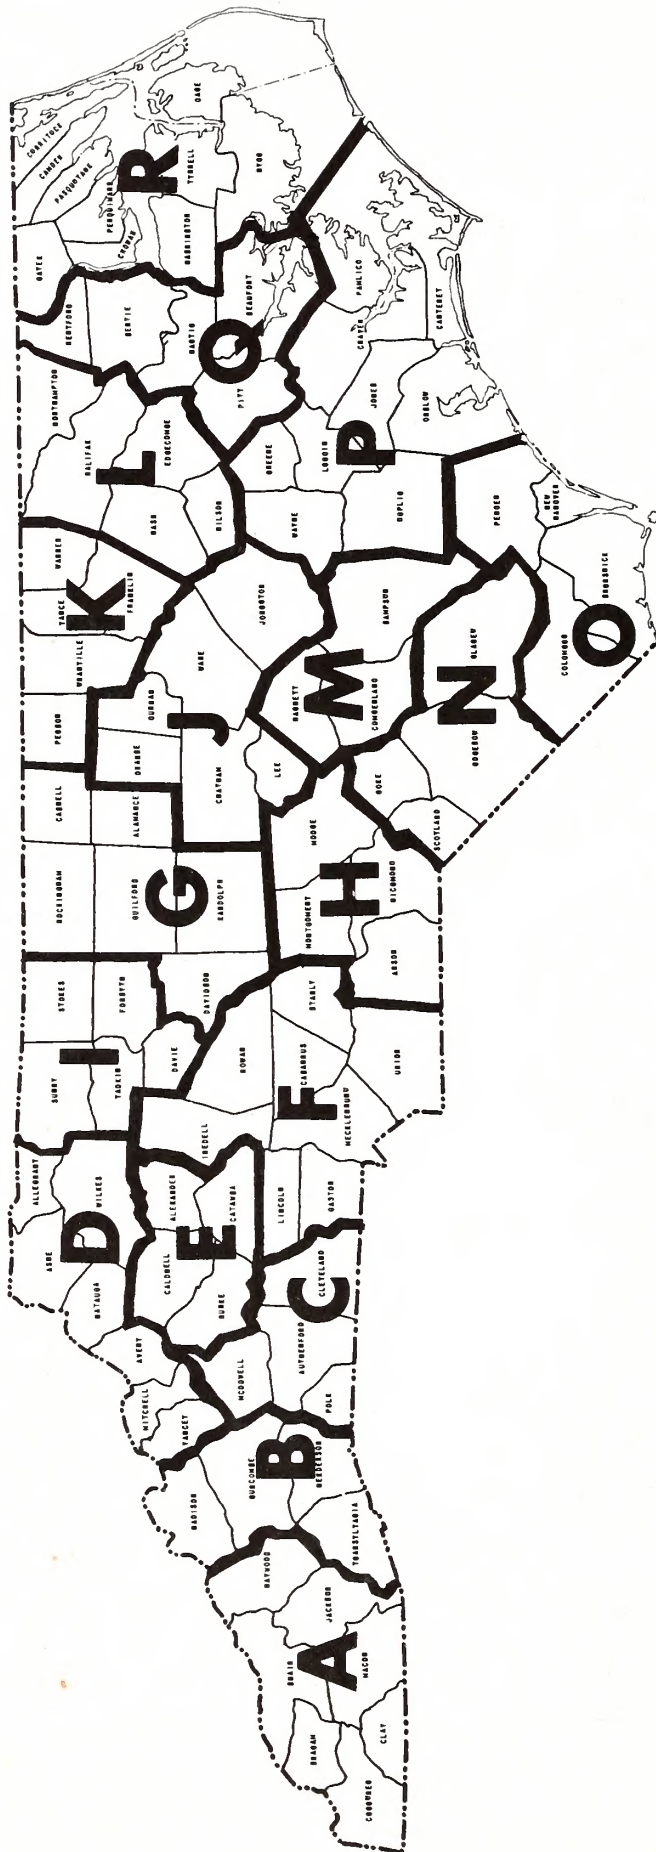 CHEROKEE
GRAHAM
CLAY
SWAIN
MACON
JACKSON
HAYWOOD
A
MADISON
BUNCOMBE
HENDERSON
TRANSYLVANIA
B
YANCEY
MITCHELL
AVERY
WATAUGA
ASHE
ALLEGHANY
WILKES
D
MCDOWELL
POLK
RUTHERFORD
CLEVELAND
C
BURKE
CALDWELL
ALEXANDER
CATAWBA
E
LINCOLN
GASTON
IREDELL
ROWAN
MECKLENBURG
CABARRUS
STANLY
UNION
F
SURRY
YADKIN
STOKES
FORSYTH
DAVIE
DAVIDSON
I
ROCKINGHAM
GUILFORD
RANDOLPH
CASWELL
ALAMANCE
G
MONTGOMERY
MOORE
RICHMOND
ANSON
H
ORANGE
DURHAM
CHATHAM
LEE
WAKE
JOHNSTON
J
PERSON
GRANVILLE
VANCE
WARREN
FRANKLIN
K
HARNETT
CUMBERLAND
SAMPSON
M
HOKE
SCOTLAND
ROBESON
BLADEN
N
COLUMBUS
BRUNSWICK
PENDER
NEW
HANOVER
O
NORTHAMPTON
HALIFAX
NASH
EDGECOMBE
WILSON
L
WAYNE
GREENE
LENOIR
DUPLIN
JONES
ONSLOW
CRAVEN
PAMLICO
CARTERET
P
HERTFORD
BERTIE
MARTIN
PITT
BEAUFORT
Q
GATES
CHOWAN
PERQUIMANS
PASQUOTANK
CAMDEN
CURRITUCK
WASHINGTON
TYRRELL
DARE
HYDE
R